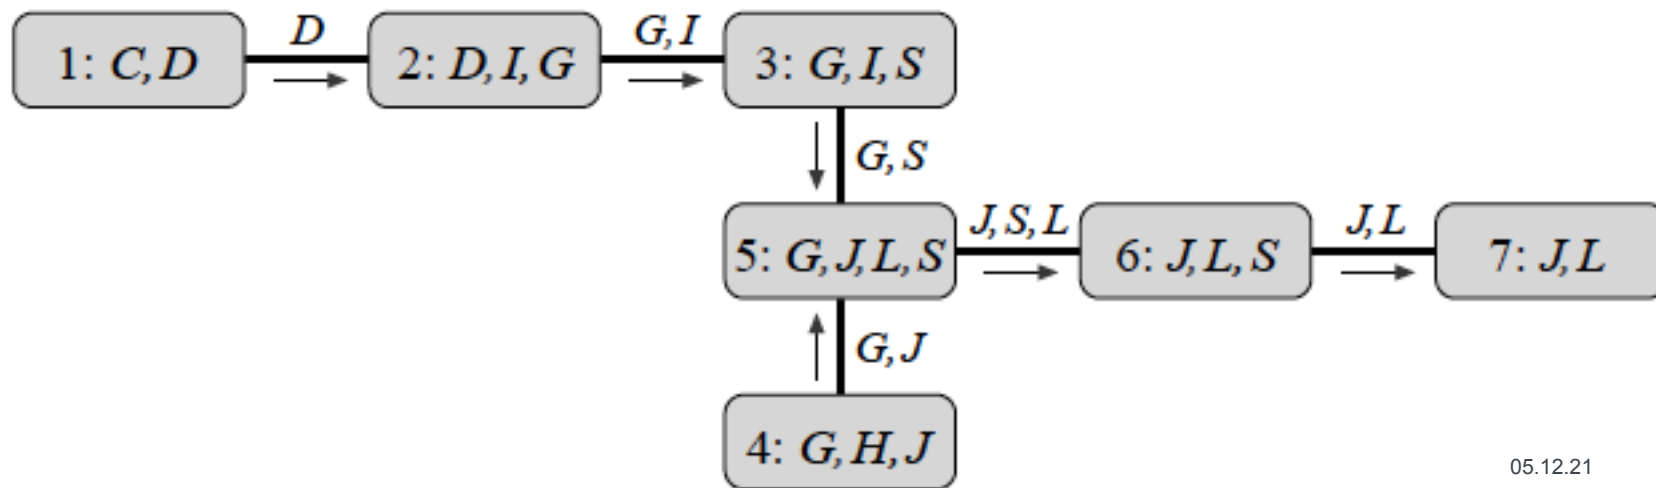 D
G, I
1: C, D
2: D, I, G
3: G, I, S
G, S
J, S, L
J, L
5: G, J, L, S
6: J, L, S
7: J, L
G, J
4: G, H, J
05.12.21